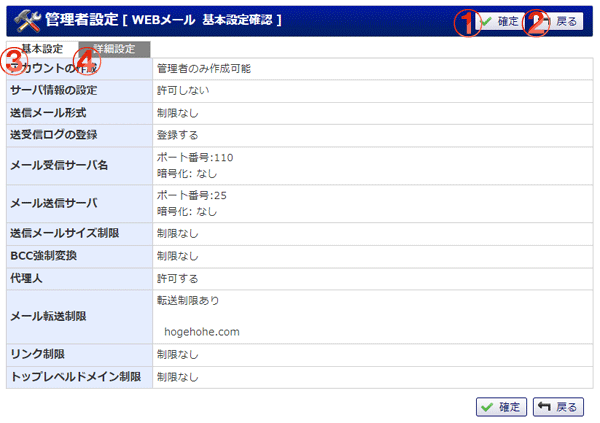 管理者設定 [ WEBメール 基本設定確認 ]
① 確定 ② 戻る
③ 基本設定 ④ 詳細設定
アカウントの作成 管理者のみ作成可能
サーバ情報の設定 許可しない
送信メール形式 制限なし
送受信ログの登録 登録する
メール受信サーバ名 ポート番号:110
暗号化: なし
メール送信サーバ ポート番号:25
暗号化: なし
送信メールサイズ制限 制限なし
BCC強制変換 制限なし
代理人 許可する
メール転送制限 転送制限あり
hogehohe.com
リンク制限 制限なし
トップレベルドメイン制限 制限なし
確定 戻る